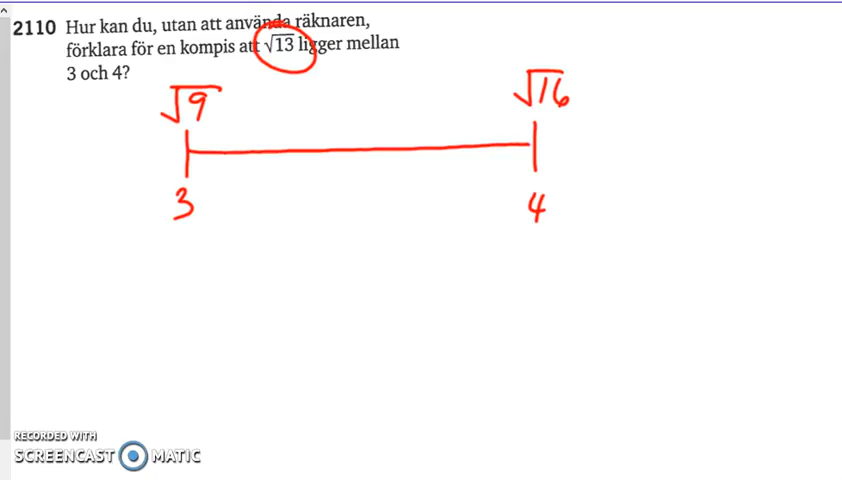 2110 Hur kan du, utan att använda räknaren,
förklara för en kompis att √13 ligger mellan
3 och 4?
√9 √16
3 4
RECORDED WITH
SCREENCAST MATIC